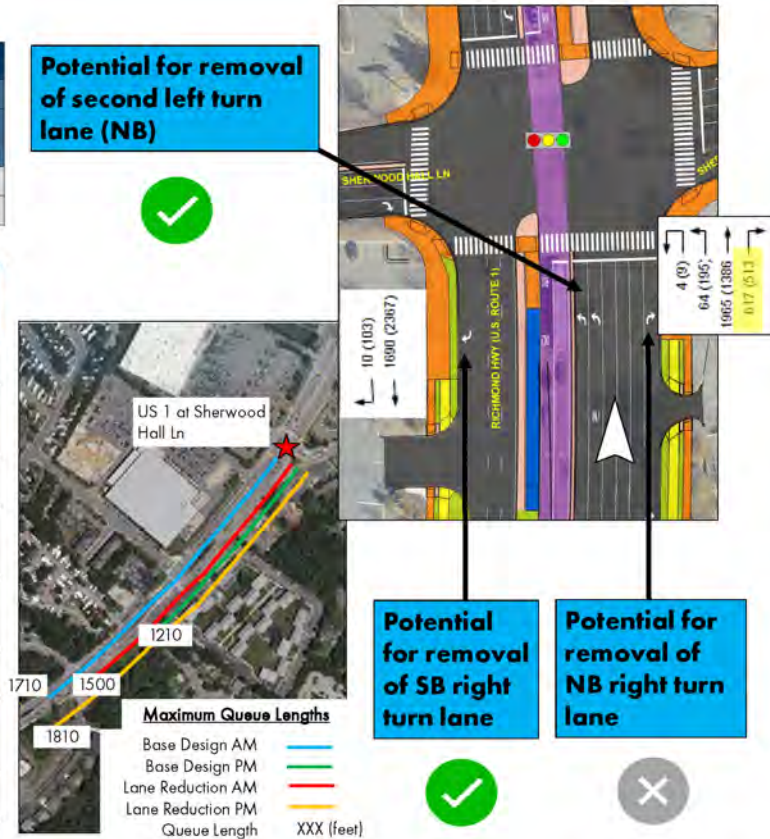 Potential for removal
of second left turn
lane (NB)
SHERWOOD HALL LN
RICHMOND HWY (U.S. ROUTE 1)
10 (103)
1690 (2367)
4 (9)
64 (195)
1965 (1386
617 (513
US 1 at Sherwood
Hall Ln
1210
1710
1500
1810
Maximum Queue Lengths
Base Design AM
Base Design PM
Lane Reduction AM
Lane Reduction PM
Queue Length XXX (feet)
Potential
for removal
of SB right
turn lane
Potential for
removal of
NB right turn
lane